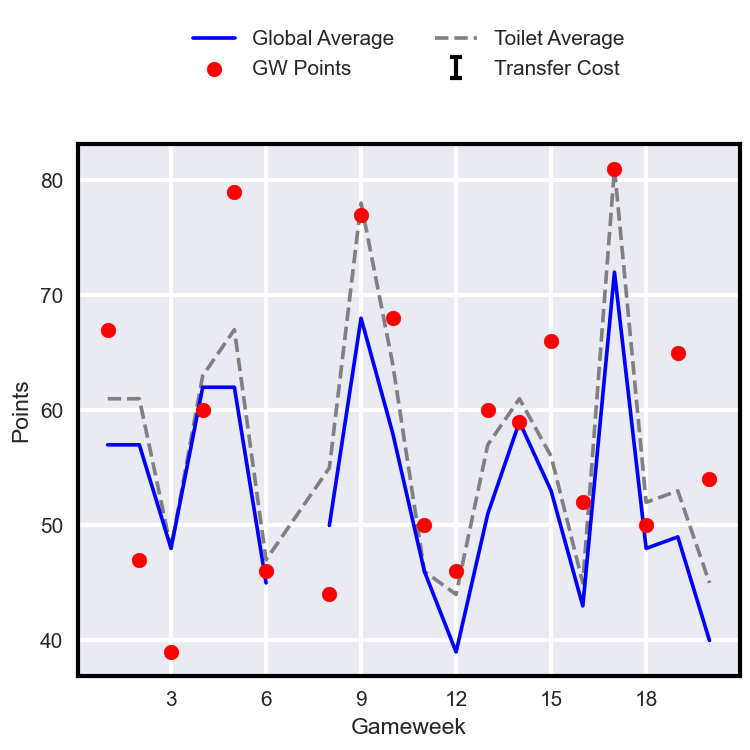 Global Average
Toilet Average
GW Points
Transfer Cost
80
70
60
50
40
Points
3
6
9
12
15
18
Gameweek